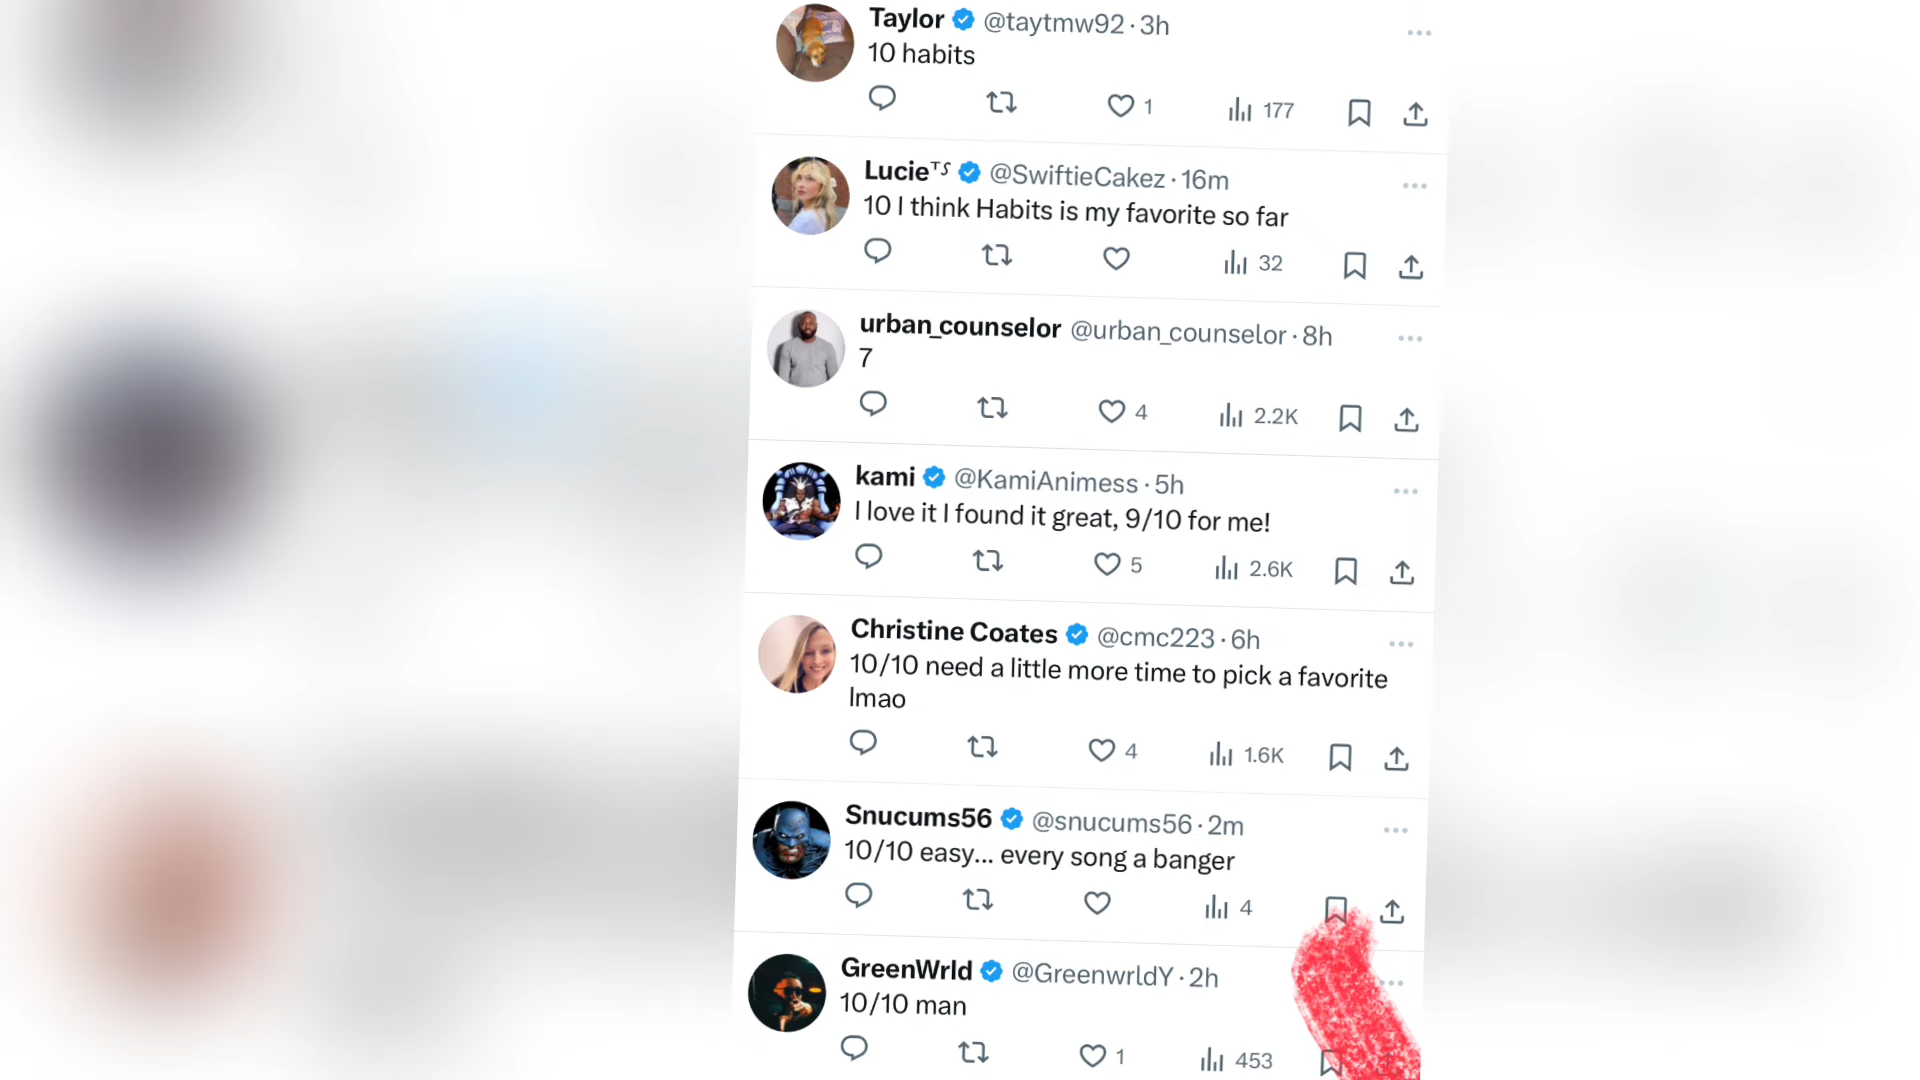 Taylor @taytmw92 · 3h
10 habits
1 177
Lucieᵀˢ @SwiftieCakez · 16m
10 I think Habits is my favorite so far
32
urban_counselor @urban_counselor · 8h
7
4 2.2K
kami @KamiAnimess · 5h
I love it I found it great, 9/10 for me!
5 2.6K
Christine Coates @cmc223 · 6h
10/10 need a little more time to pick a favorite
lmao
4 1.6K
Snucums56 @snucums56 · 2m
10/10 easy... every song a banger
4
GreenWrld @GreenwrldY · 2h
10/10 man
1 453